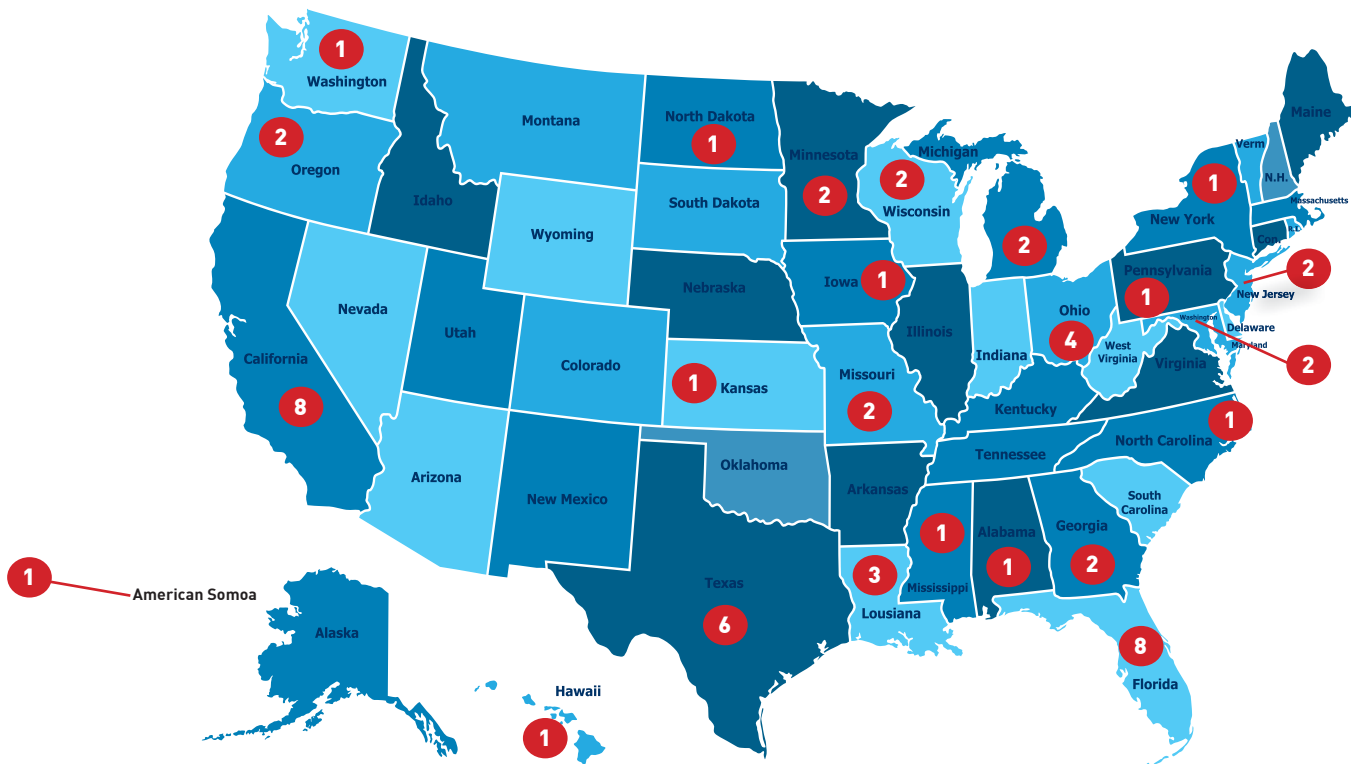 1
Washington
2
Oregon
Montana
Idaho
Wyoming
North Dakota
1
South Dakota
Minnesota
2
2
Wisconsin
Michigan
2
Nebraska
Iowa
1
Nevada
Utah
Colorado
California
8
1
Kansas
Missouri
2
Illinois
Indiana
Ohio
4
Pennsylvania
1
1
New York
Verm
N.H.
Maine
Massachusetts
Con.
R.I.
2
New Jersey
Washington
Delaware
Maryland
2
West
Virginia
Virginia
Kentucky
1
North Carolina
Tennessee
South
Carolina
Arizona
New Mexico
Oklahoma
Arkansas
1
Mississippi
Alabama
1
Georgia
2
3
Lousiana
Texas
6
8
Florida
1
American Somoa
Alaska
Hawaii
1